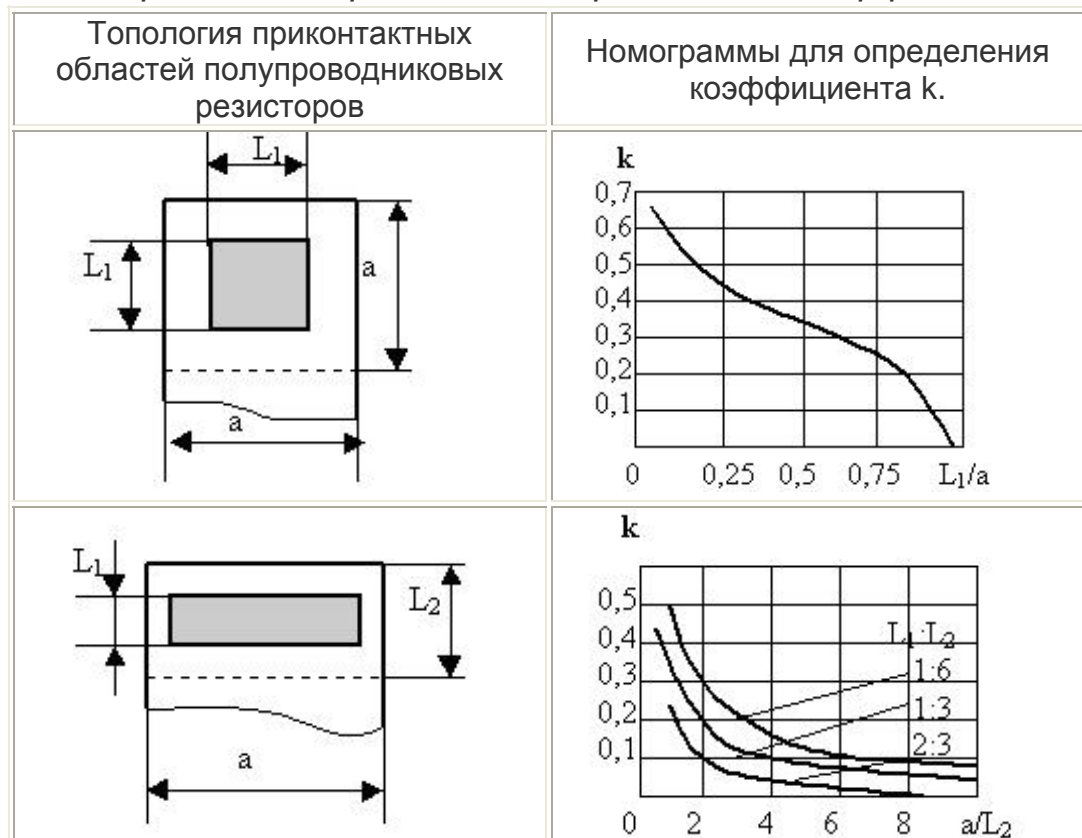 Топология приконтактных
областей полупроводниковых
резисторов
Номограммы для определения
коэффициента k.
L1
L1
a
a
k
0,7
0,6
0,5
0,4
0,3
0,2
0,1
0 0,25 0,5 0,75 L1/a
L1
L2
a
k
0,5
0,4
0,3
0,2
0,1
L1:L2
1:6
1:3
2:3
0 2 4 6 8 a/L2